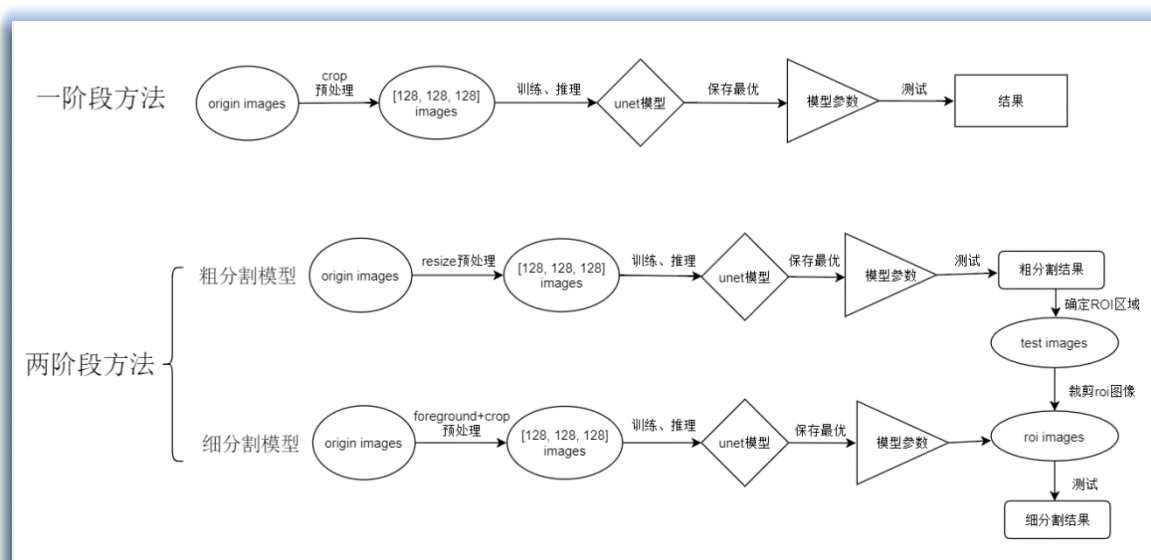 一阶段方法
origin images
crop
预处理
[128, 128, 128]
images
训练、推理
unet模型
保存最优
模型参数
测试
结果
两阶段方法
粗分割模型
origin images
resize预处理
[128, 128, 128]
images
训练、推理
unet模型
保存最优
模型参数
测试
粗分割结果
确定ROI区域
test images
裁剪roi图像
细分割模型
origin images
foreground+crop
预处理
[128, 128, 128]
images
训练、推理
unet模型
保存最优
模型参数
roi images
测试
细分割结果